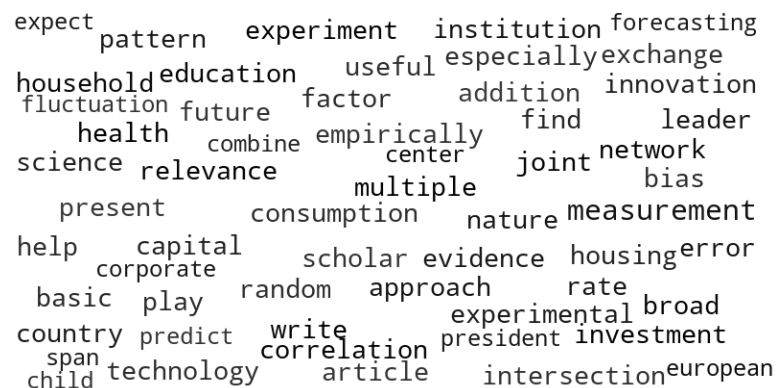 expect pattern experiment institution forecasting
household education useful especially exchange
fluctuation future factor addition innovation
health combine empirically find leader
science relevance center joint network
multiple bias
present consumption nature measurement
help capital scholar evidence housing error
corporate
basic play random approach rate
experimental broad
country predict write president investment
span correlation
child technology article intersection european